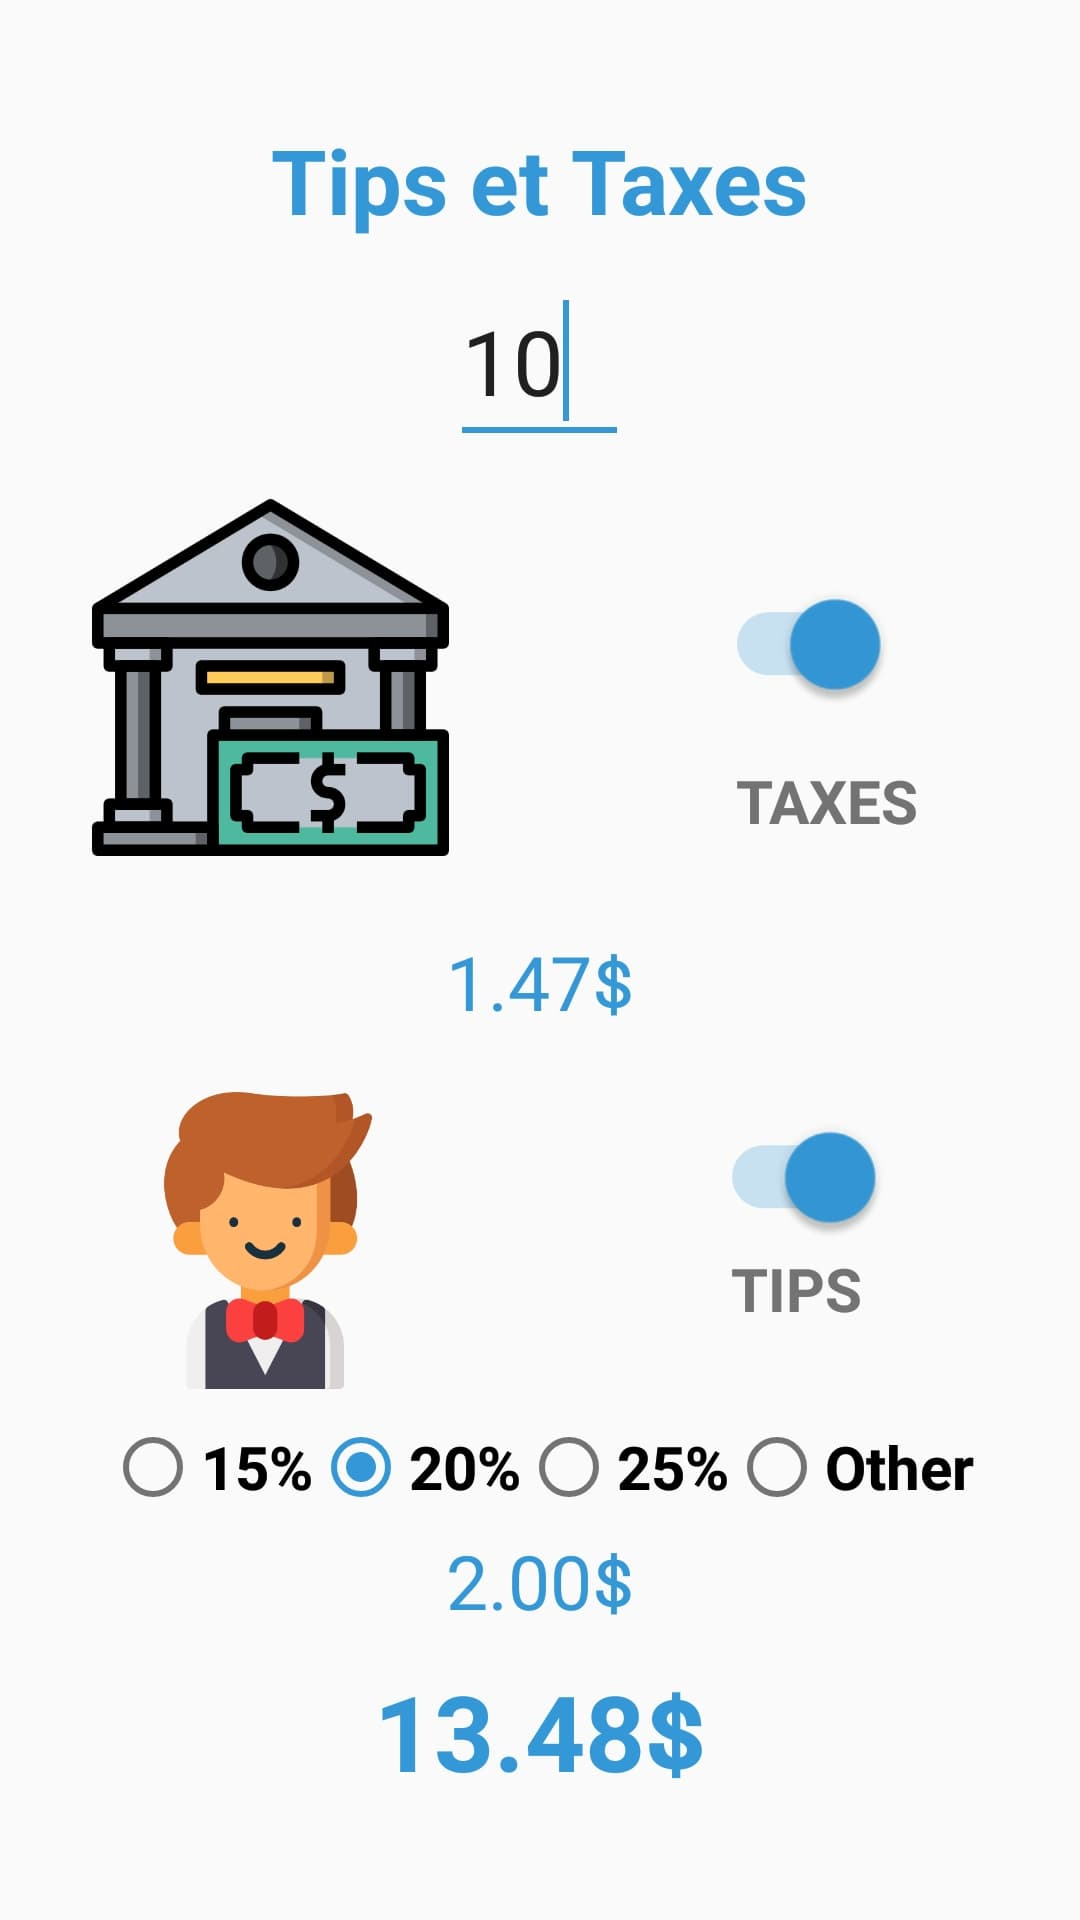 Tips et Taxes
10
$
TAXES
1.47$
TIPS
15% 20% 25% Other
2.00$
13.48$